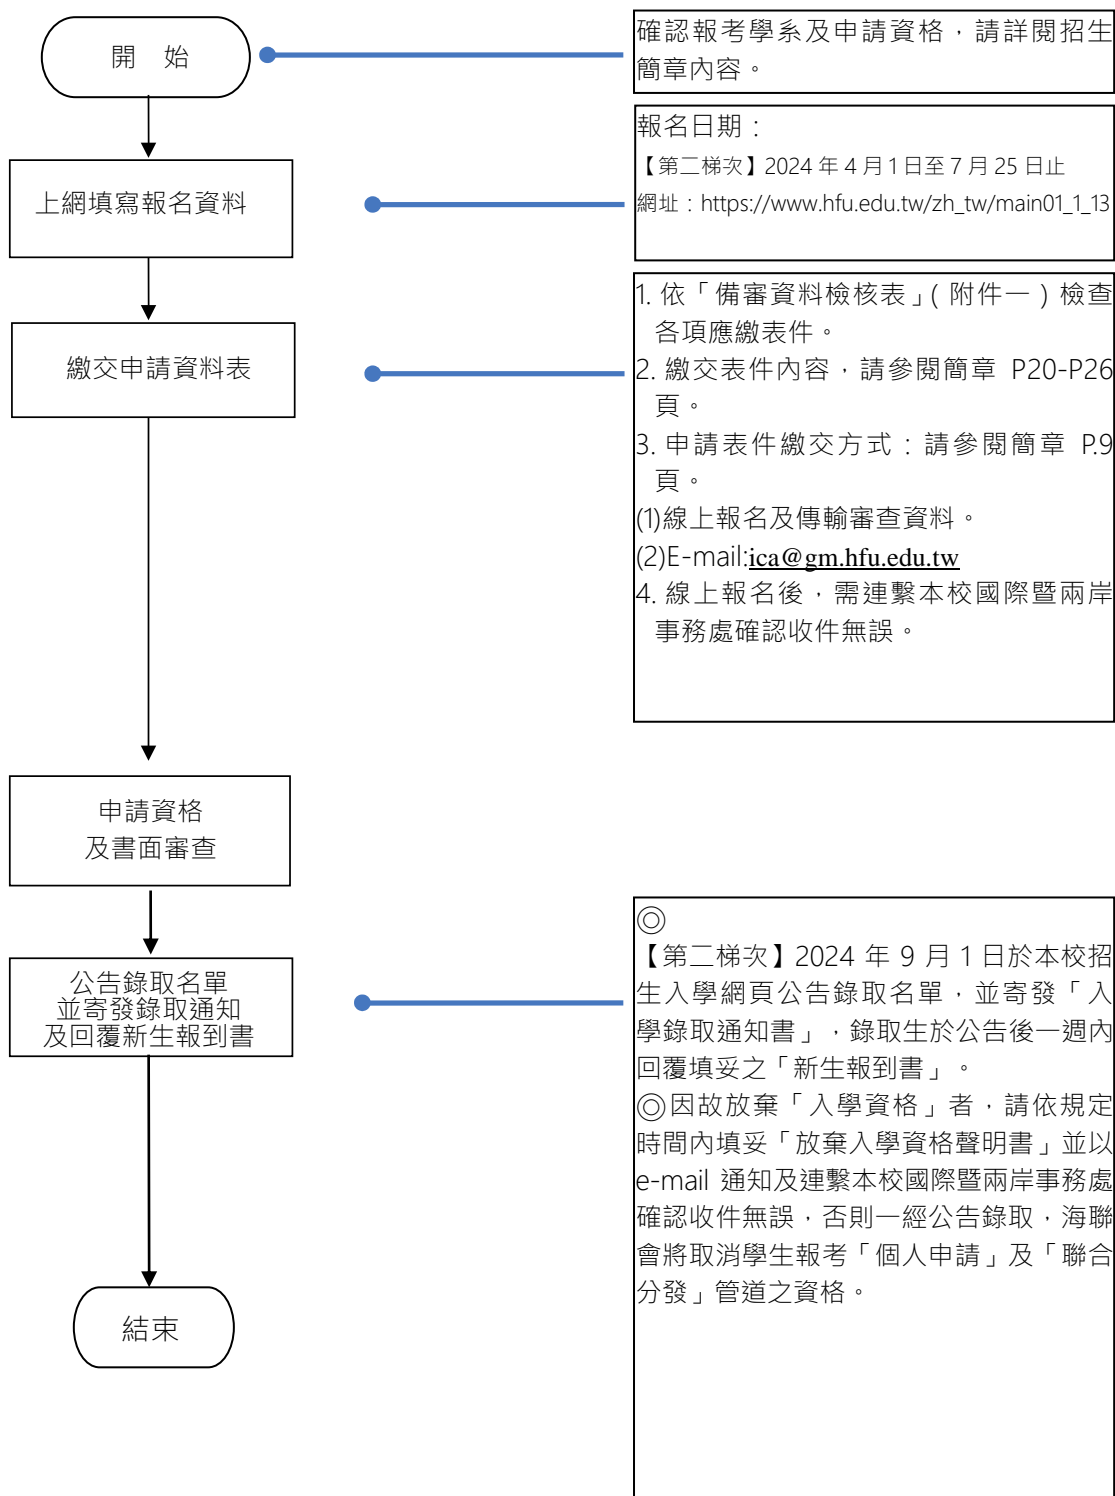 開 始
確認報考學系及申請資格，請詳閱招生
簡章內容。
上網填寫報名資料
報名日期：
【第二梯次】2024 年 4 月 1 日至 7 月 25 日止
網址：https://www.hfu.edu.tw/zh_tw/main01_1_13
繳交申請資料表
1. 依「備審資料檢核表」( 附件一 ) 檢查
各項應繳表件。
2. 繳交表件內容，請參閱簡章 P20-P26
頁。
3. 申請表件繳交方式：請參閱簡章 P.9
頁。
(1)線上報名及傳輸審查資料。
(2)E-mail:ica@gm.hfu.edu.tw
4. 線上報名後，需連繫本校國際暨兩岸
事務處確認收件無誤。
申請資格
及書面審查
公告錄取名單
並寄發錄取通知
及回覆新生報到書
◎
【第二梯次】2024 年 9 月 1 日於本校招
生入學網頁公告錄取名單，並寄發「入
學錄取通知書」，錄取生於公告後一週內
回覆填妥之「新生報到書」。
◎因故放棄「入學資格」者，請依規定
時間內填妥「放棄入學資格聲明書」並以
e-mail 通知及連繫本校國際暨兩岸事務處
確認收件無誤，否則一經公告錄取，海聯
會將取消學生報考「個人申請」及「聯合
分發」管道之資格。
結束